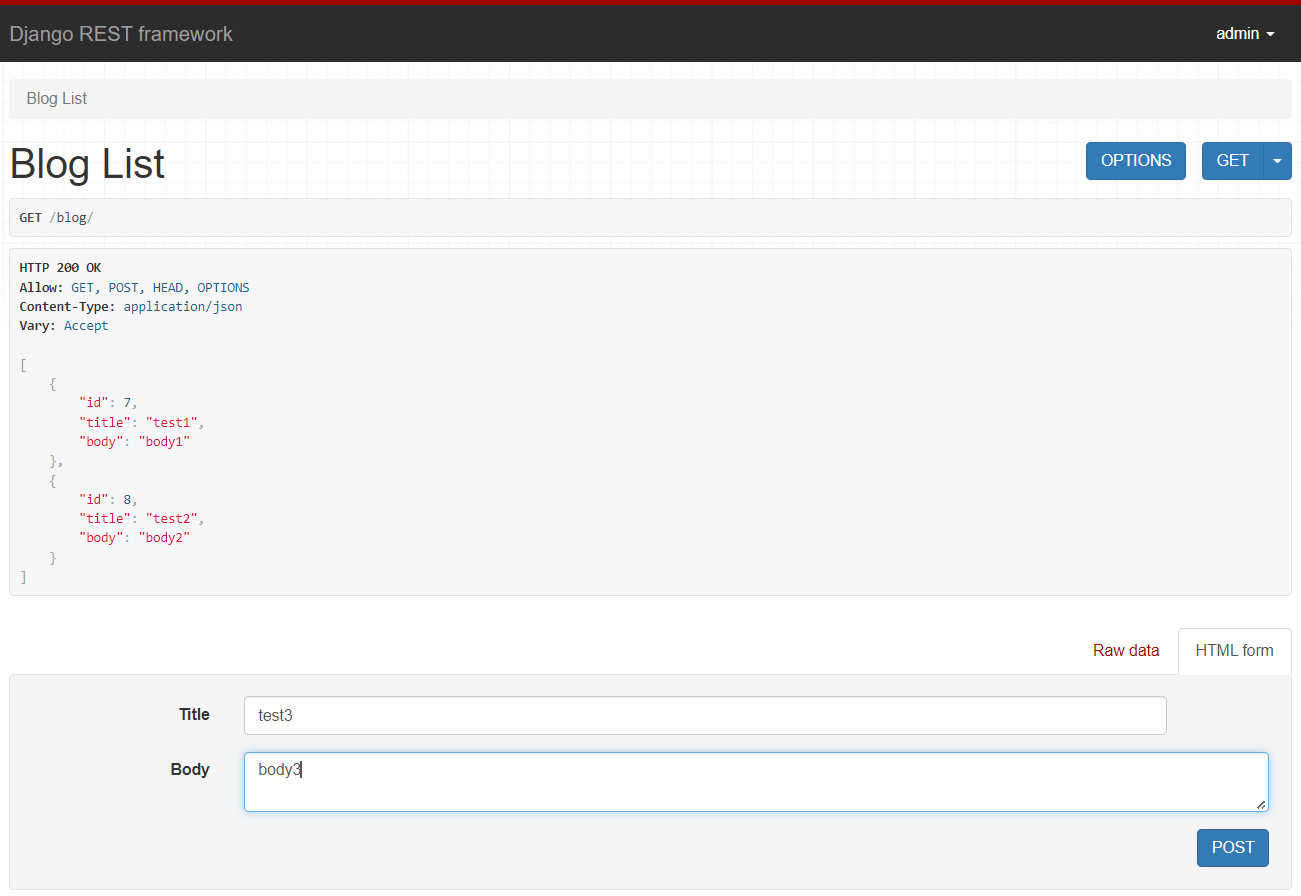 Django REST framework
admin
Blog List
Blog List
OPTIONS
GET
GET /blog/
HTTP 200 OK
Allow: GET, POST, HEAD, OPTIONS
Content-Type: application/json
Vary: Accept
[
    {
        "id": 7,
        "title": "test1",
        "body": "body1"
    },
    {
        "id": 8,
        "title": "test2",
        "body": "body2"
    }
]
Raw data
HTML form
Title
test3
Body
body3
POST